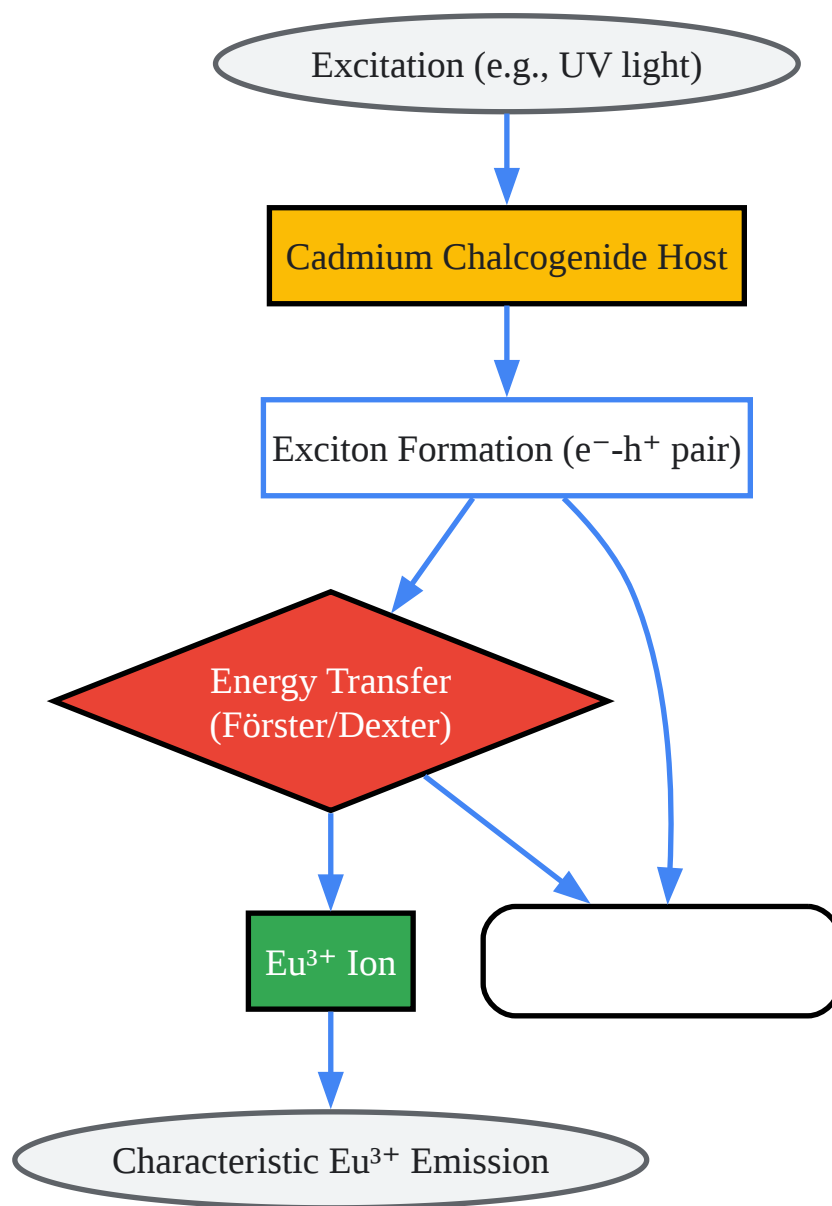 Excitation (e.g., UV light)
Cadmium Chalcogenide Host
Exciton Formation (e⁻-h⁺ pair)
Energy Transfer
(Förster/Dexter)
Eu³⁺ Ion
Characteristic Eu³⁺ Emission